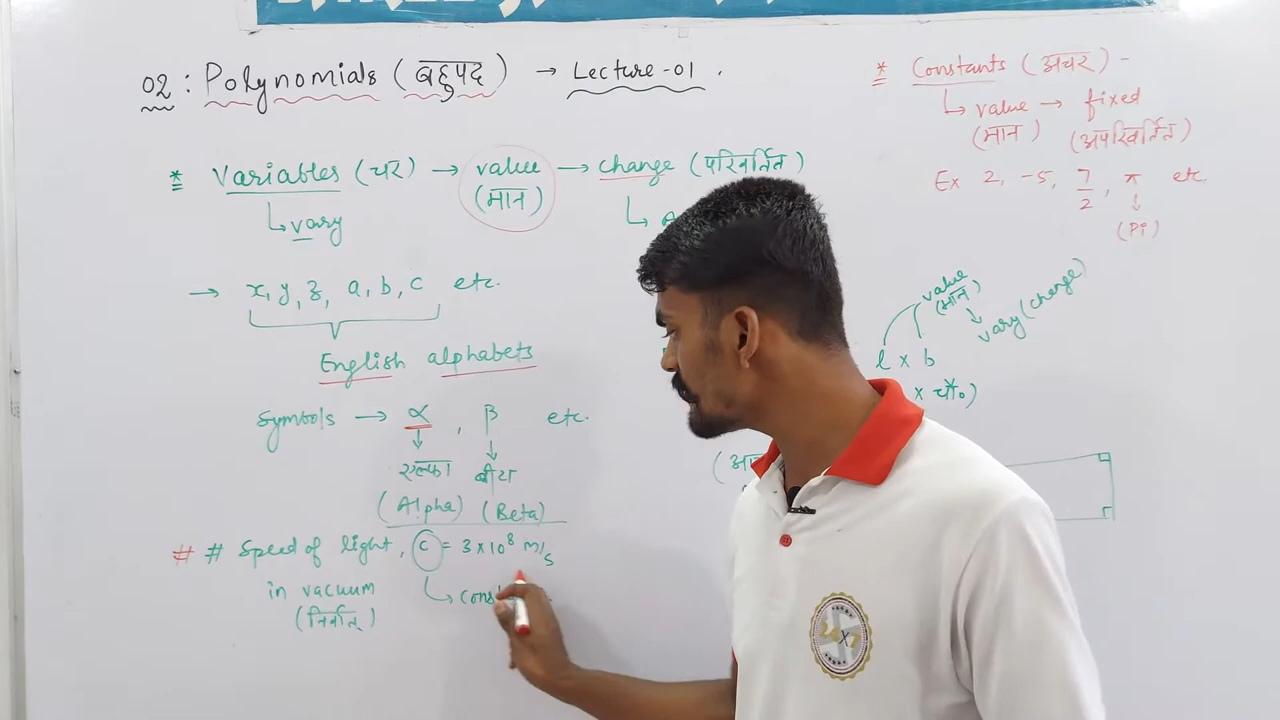 02 : Polynomials (बहुपद) → Lecture-01 .
* Variables (चर) → value → change (परिवर्तित)
(मान)
↳ vary
→ x, y, z, a, b, c etc.
English alphabets
Symbols → α , β etc.
एल्फा बीटा
(Alpha) (Beta)
# # Speed of light, c = 3 × 10⁸ m/s
in vacuum
(निर्वात)
* Constants (अचर) -
↳ value → fixed
(मान) (अपरिवर्तित)
Ex 2, -5, 7/2, π etc.
↓
(Pi)
value
(मान)
vary (change)
l × b
× चौ०)
24x7